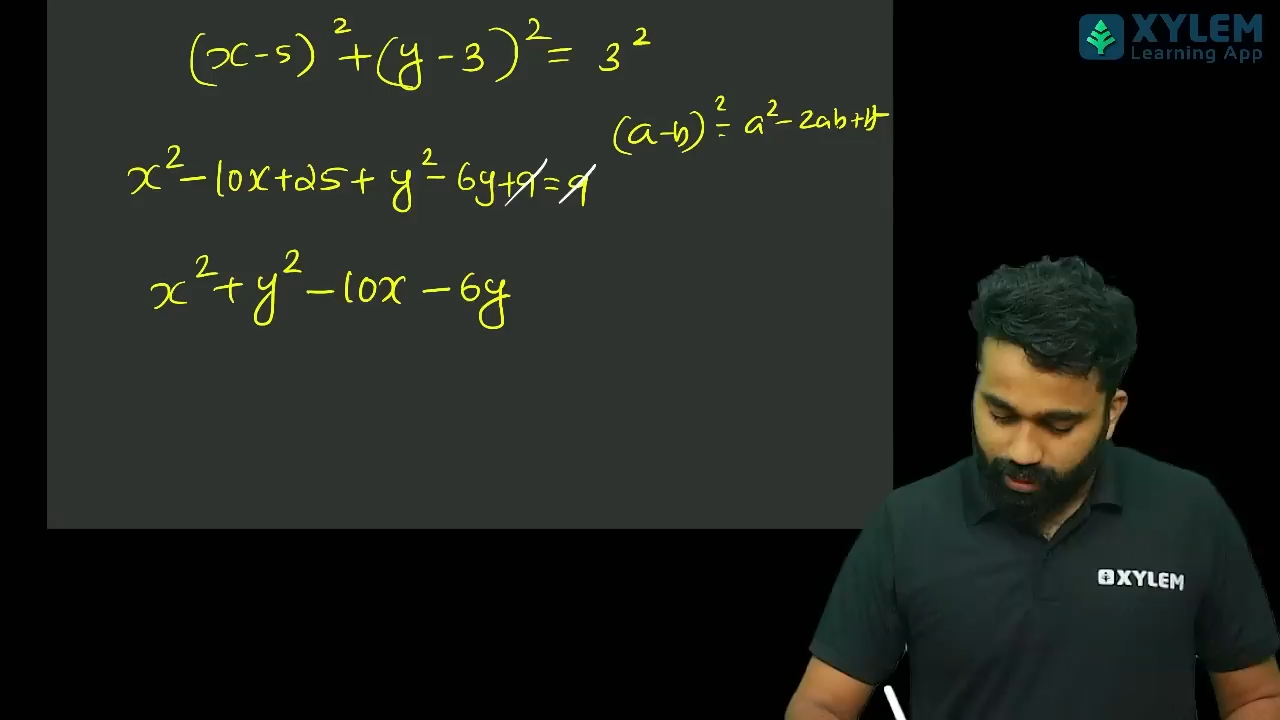 XYLEM
Learning App
(x-5)² + (y-3)² = 3²
(a-b)² = a² - 2ab + b²
x² - 10x + 25 + y² - 6y + 9 = 9
x² + y² - 10x - 6y
XYLEM